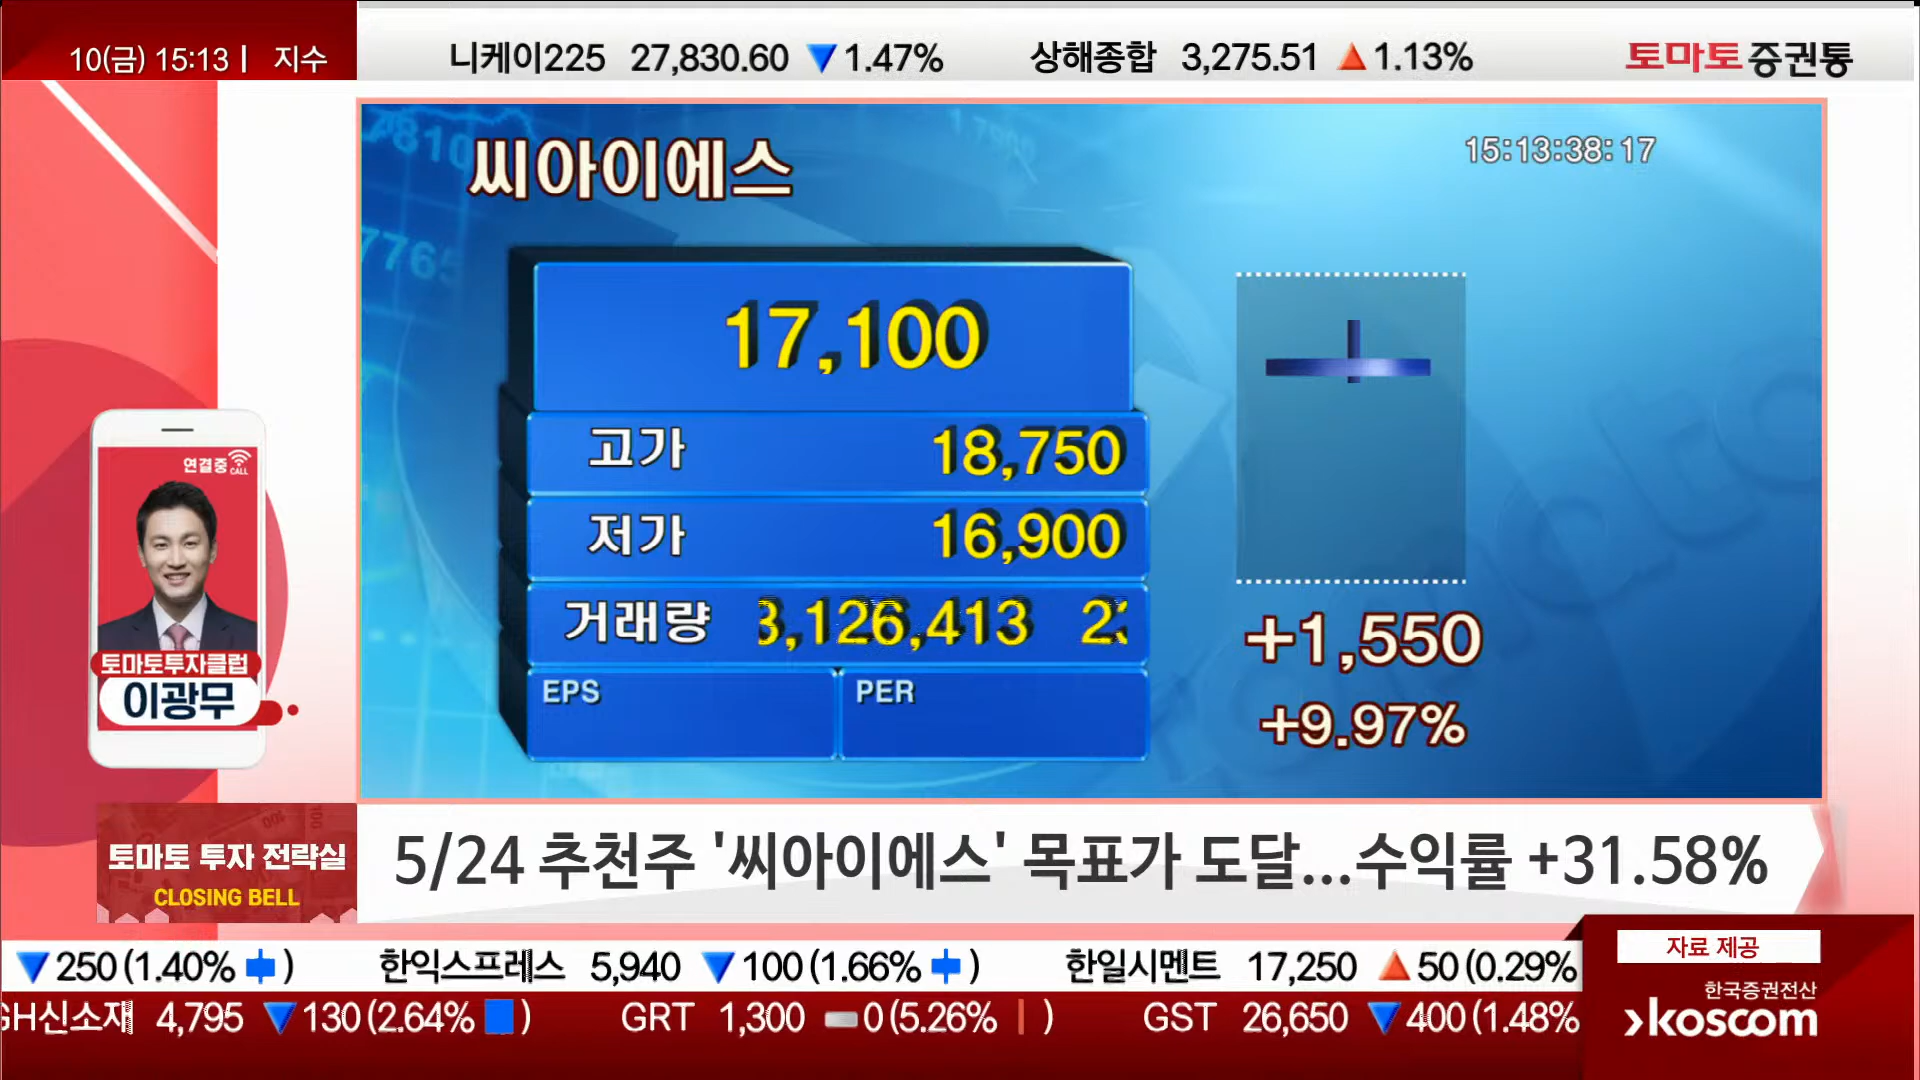 10(금) 15:13 | 지수 니케이225 27,830.60 ▼1.47% 상해종합 3,275.51 ▲1.13% 토마토증권통
씨아이에스
15:13:38:17
17,100
고가 18,750
저가 16,900
거래량 3,126,413
EPS PER
+1,550
+9.97%
연결중
CALL
토마토투자클럽
이광무
토마토 투자 전략실
CLOSING BELL
5/24 추천주 '씨아이에스' 목표가 도달...수익률 +31.58%
▼250(1.40% ) 한익스프레스 5,940 ▼100(1.66% ) 한일시멘트 17,250 ▲50(0.29%
GH신소재 4,795 ▼130(2.64% ) GRT 1,300 0(5.26% ) GST 26,650 ▼400(1.48%
자료 제공
한국증권전산
koscom